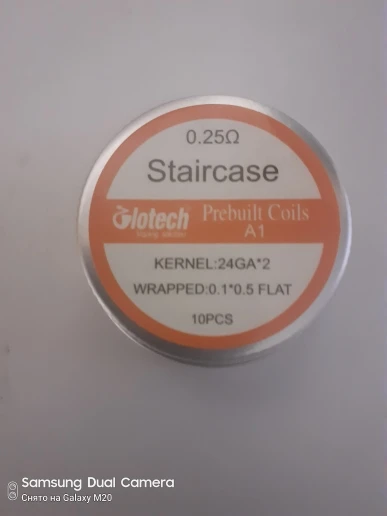 0.25Ω
Staircase
Glotech Prebuilt Coils
A1
KERNEL:24GA*2
WRAPPED:0.1*0.5 FLAT
10PCS
Samsung Dual Camera
Снято на Galaxy M20